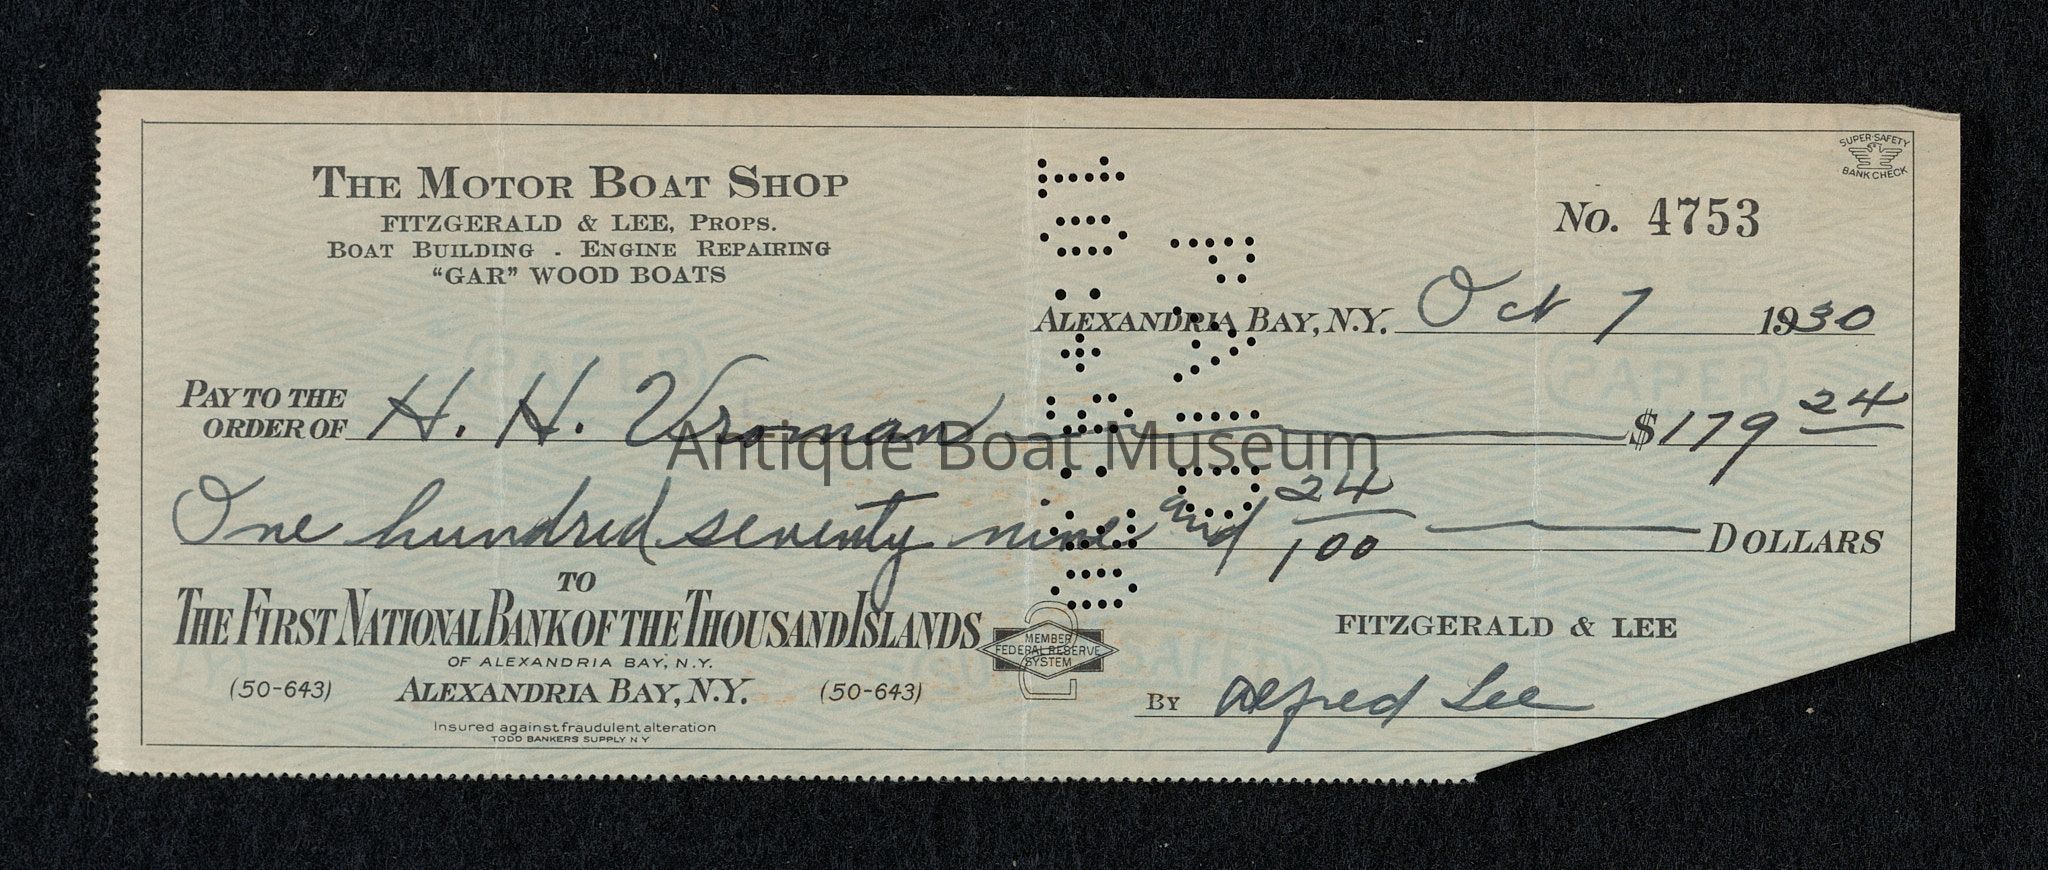 THE MOTOR BOAT SHOP
FITZGERALD & LEE, PROPS.
BOAT BUILDING - ENGINE REPAIRING
"GAR" WOOD BOATS
SUPER-SAFETY
BANK CHECK
No. 4753
ALEXANDRIA BAY, N.Y. Oct 7 1930
PAY TO THE
ORDER OF H. H. Vroman $179 24
Antique Boat Museum
One hundred seventy nine and 24/100 DOLLARS
TO
THE FIRST NATIONAL BANK OF THE THOUSAND ISLANDS
OF ALEXANDRIA BAY, N.Y.
(50-643) ALEXANDRIA BAY, N.Y. (50-643)
Insured against fraudulent alteration
TODD BANKERS SUPPLY N Y
MEMBER
FEDERAL RESERVE
SYSTEM
FITZGERALD & LEE
BY Alfred Lee
PAID
PAPER
PAPER